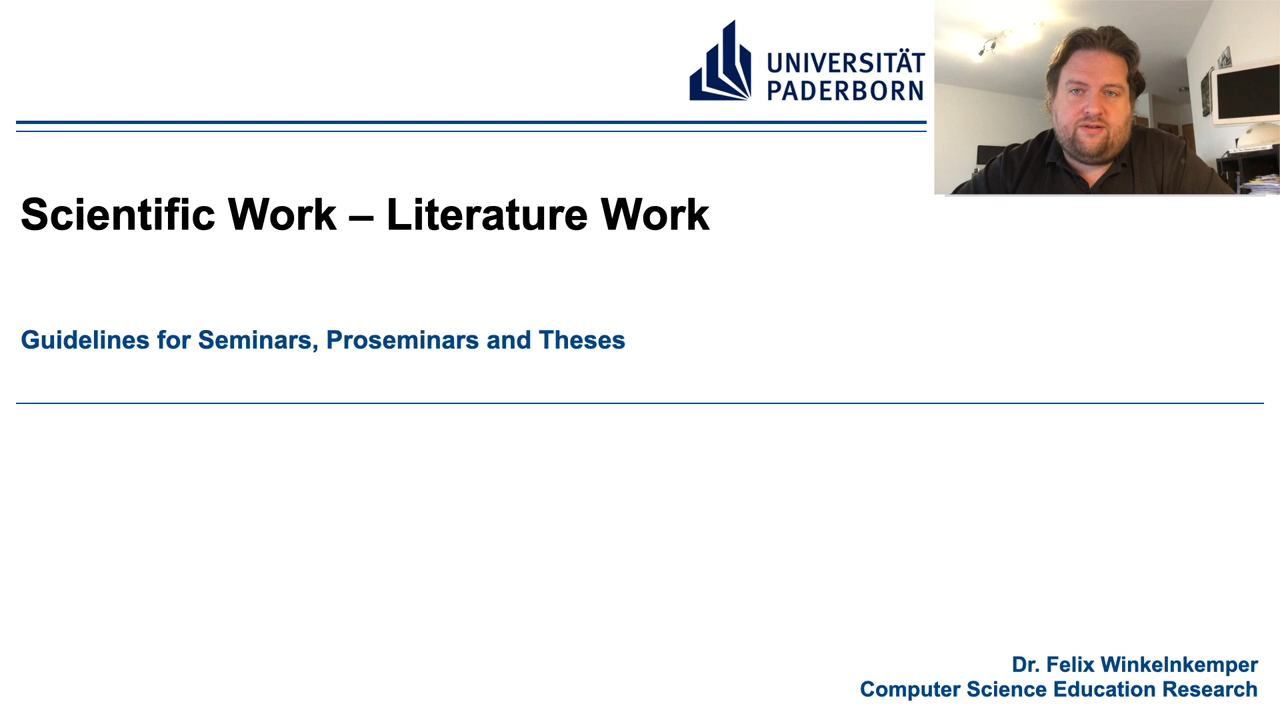 UNIVERSITÄT
PADERBORN
Scientific Work – Literature Work
Guidelines for Seminars, Proseminars and Theses
Dr. Felix Winkelnkemper
Computer Science Education Research